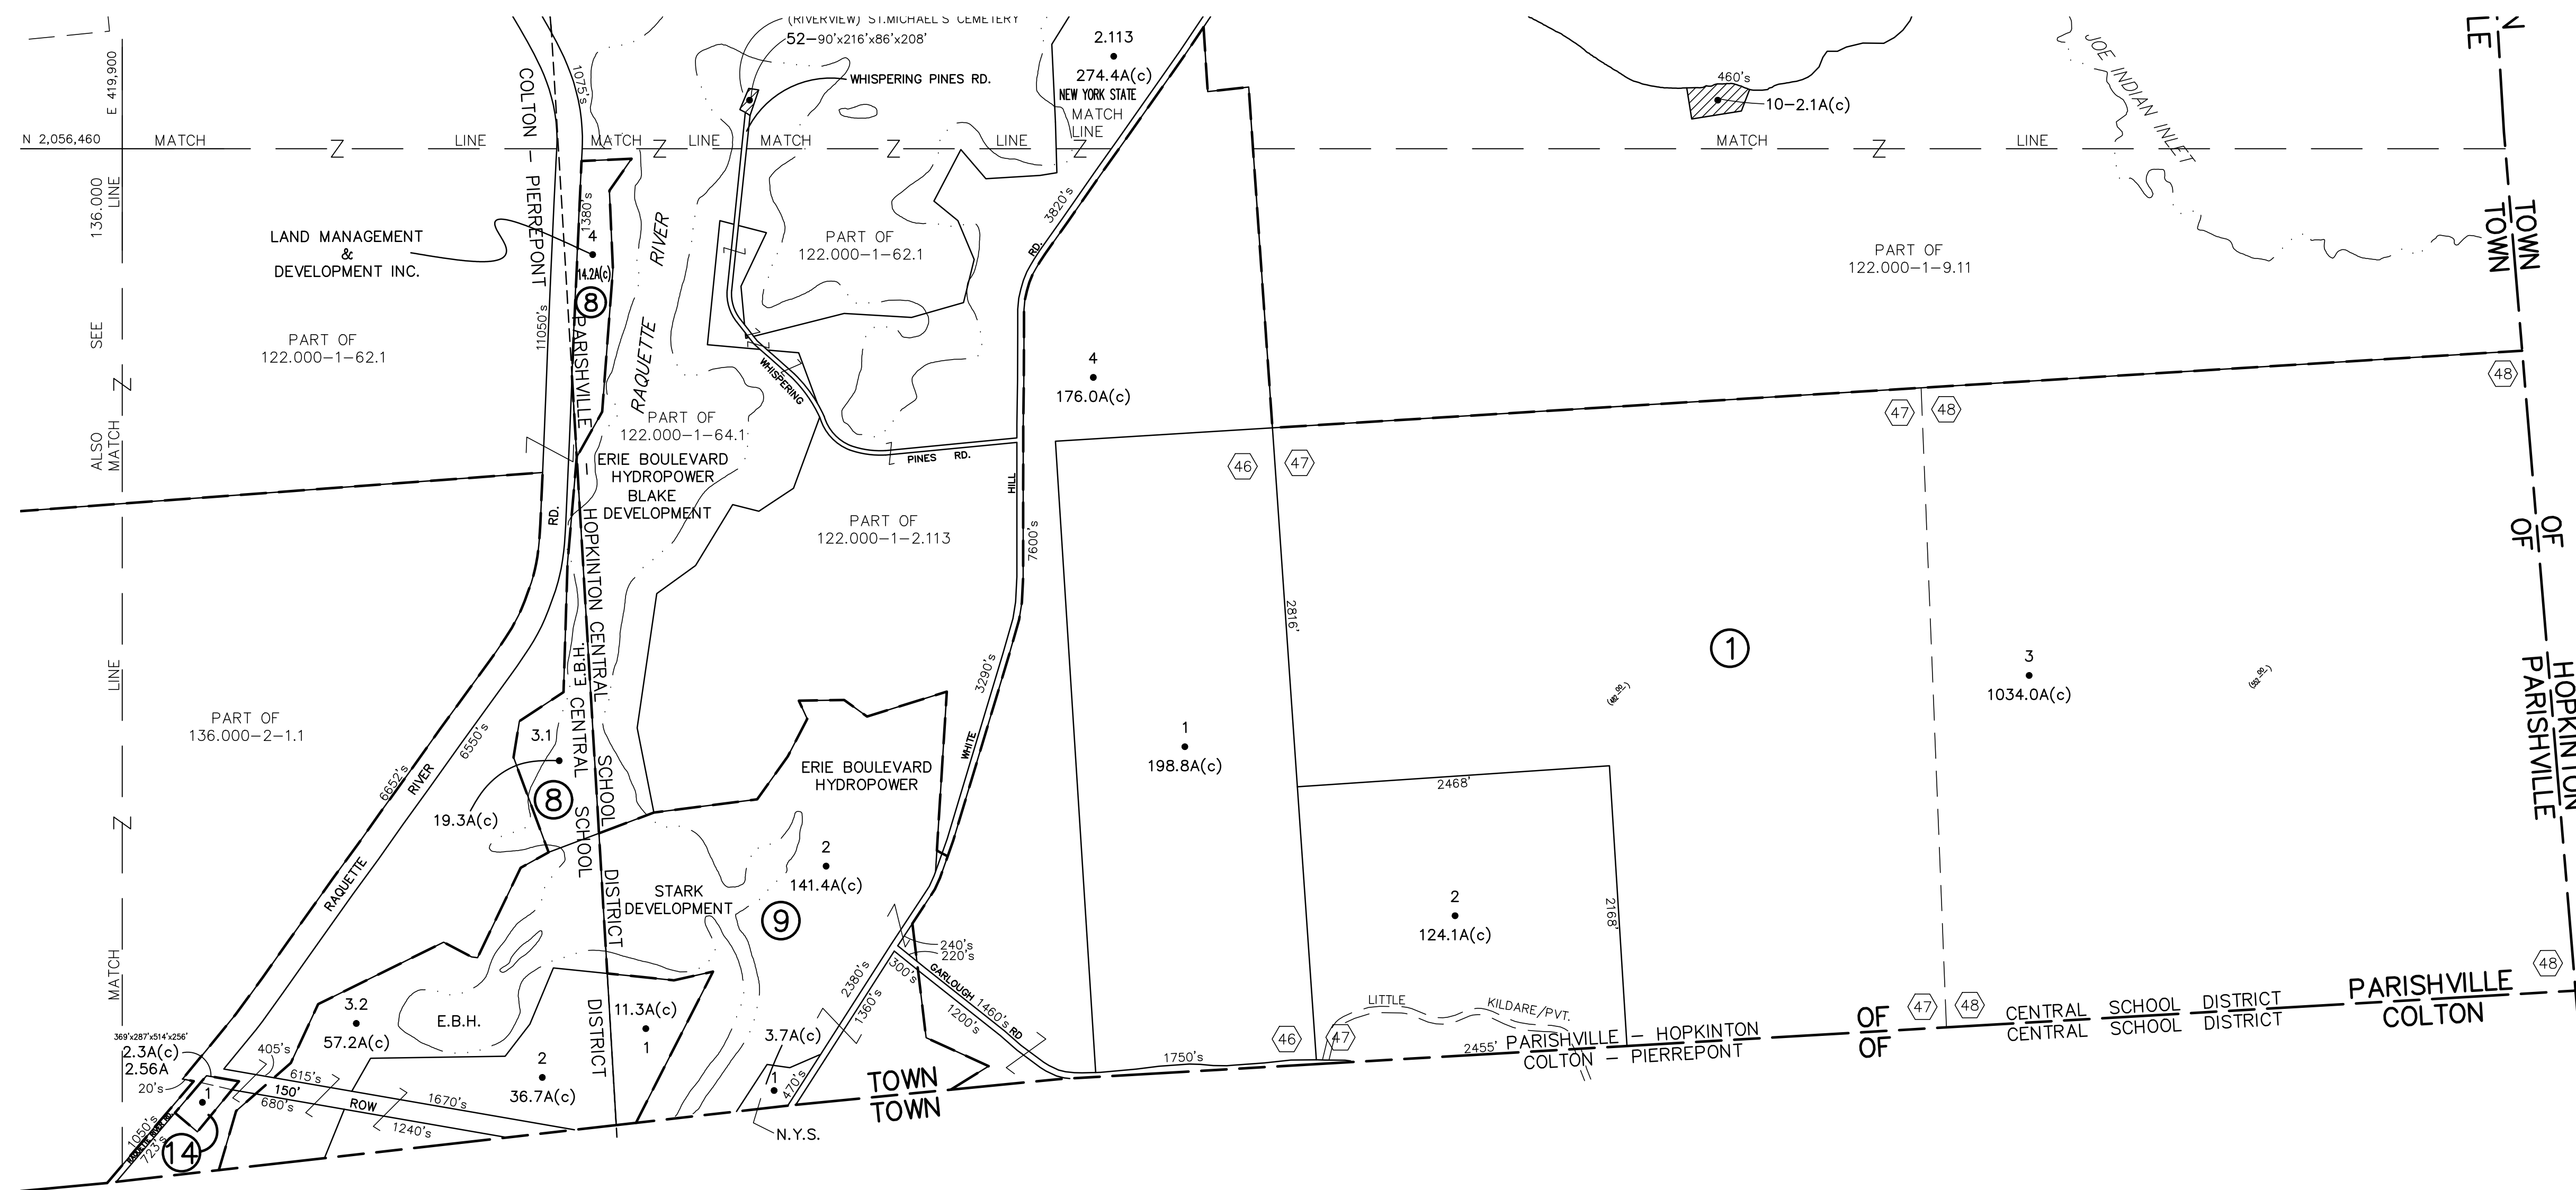 (RIVERVIEW) ST.MICHAEL'S CEMETERY
52-90'x216'x86'x208'
WHISPERING PINES RD.
2.113
274.4A(c)
NEW YORK STATE
MATCH
LINE
460's
10-2.1A(c)
JOE INDIAN INLET
E 419,900
N 2,056,460
MATCH
Z
LINE
MATCH
Z
LINE
MATCH
Z
LINE
Z
MATCH
Z
LINE
1075's
COLTON - PIERREPONT
136.000
LINE
SEE
ALSO
MATCH
Z
LINE
Z
MATCH
LAND MANAGEMENT
&
DEVELOPMENT INC.
1380's
4
14.2A(c)
8
RAQUETTE RIVER
PART OF
122.000-1-62.1
PART OF
122.000-1-62.1
11050's
PARISHVILLE - HOPKINTON CENTRAL SCHOOL DISTRICT
PART OF
122.000-1-64.1
ERIE BOULEVARD
HYDROPOWER
BLAKE
DEVELOPMENT
WHISPERING
PINES RD.
3820's
RD.
HILL
WHITE
7600's
3290's
4
176.0A(c)
PART OF
122.000-1-9.11
TOWN
TOWN
OF
OF
HOPKINTON
PARISHVILLE
48
47
48
46
47
PART OF
122.000-1-2.113
RD.
RIVER
RAQUETTE
6652's
6550's
PART OF
136.000-2-1.1
E.B.H.
CENTRAL SCHOOL DISTRICT
3.1
19.3A(c)
8
ERIE BOULEVARD
HYDROPOWER
2
141.4A(c)
STARK
DEVELOPMENT
9
2816'
1
198.8A(c)
1
3
1034.0A(c)
2468'
2168'
2
124.1A(c)
240's
220's
300's
GARLOUGH RD
1460's
1200's
2380's
1360's
470's
3.7A(c)
1
N.Y.S.
11.3A(c)
1
2
36.7A(c)
3.2
57.2A(c)
E.B.H.
369'x287'x514'x256'
2.3A(c)
2.56A
20's
1
405's
615's
150'
ROW
680's
1670's
1240's
1050's
723's
RAQUETTE RIVER RD.
14
TOWN
TOWN
1750's
46
47
LITTLE
KILDARE/PVT.
2455'
PARISHVILLE - HOPKINTON
COLTON - PIERREPONT
OF
OF
47
48
CENTRAL SCHOOL DISTRICT
CENTRAL SCHOOL DISTRICT
48
PARISHVILLE
COLTON